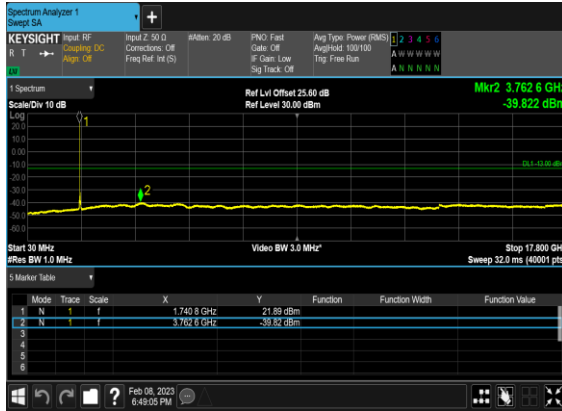 Spectrum Analyzer 1
Swept SA
+
KEYSIGHT Input: RF Input Z: 50 Ω #Atten: 20 dB PNO: Fast Avg Type: Power (RMS) 1 2 3 4 5 6
R T Coupling: DC Corrections: Off Gate: Off Avg|Hold: 100/100 A W W W W W
Align: Off Freq Ref: Int (S) IF Gain: Low Trig: Free Run
Sig Track: Off A N N N N N
LXI
1 Spectrum
Ref Lvl Offset 25.60 dB Mkr2 3.762 6 GHz
Scale/Div 10 dB Ref Level 30.00 dBm -39.822 dBm
Log
20.0
10.0
0.00
-10.0
-20.0
-30.0
-40.0
-50.0
-60.0
1
2
DL1 -13.00 dBm
Start 30 MHz Video BW 3.0 MHz* Stop 17.800 GHz
#Res BW 1.0 MHz Sweep 32.0 ms (40001 pts)
5 Marker Table
Mode Trace Scale X Y Function Function Width Function Value
1 N 1 f 1.740 8 GHz 21.89 dBm
2 N 1 f 3.762 6 GHz -39.82 dBm
3
4
5
6
? Feb 08, 2023
6:49:05 PM